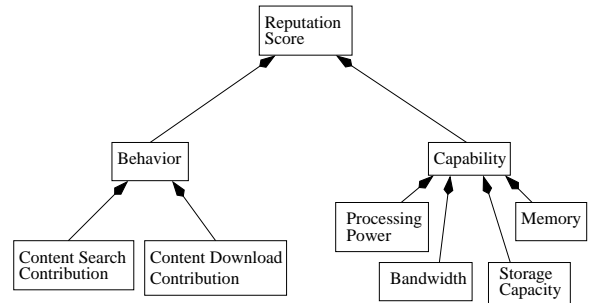 Reputation
Score
Behavior
Capability
Processing
Power
Memory
Content Search
Contribution
Content Download
Contribution
Bandwidth
Storage
Capacity